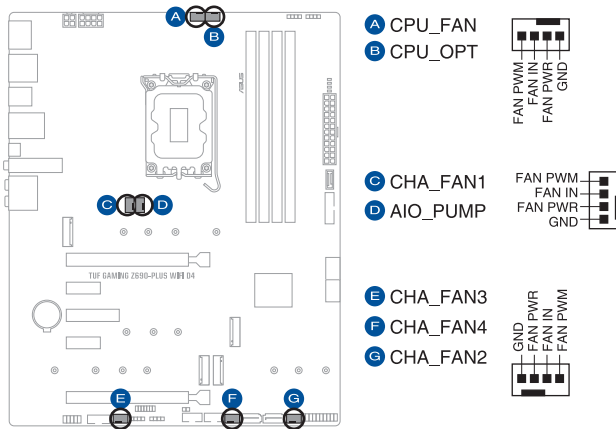 A CPU_FAN
B CPU_OPT
FAN PWM
FAN IN
FAN PWR
GND
A
B
/SUS
C CHA_FAN1
D AIO_PUMP
FAN PWM
FAN IN
FAN PWR
GND
C
D
TUF GAMING Z690-PLUS WIFI D4
E CHA_FAN3
F CHA_FAN4
G CHA_FAN2
GND
FAN PWR
FAN IN
FAN PWM
E
F
G